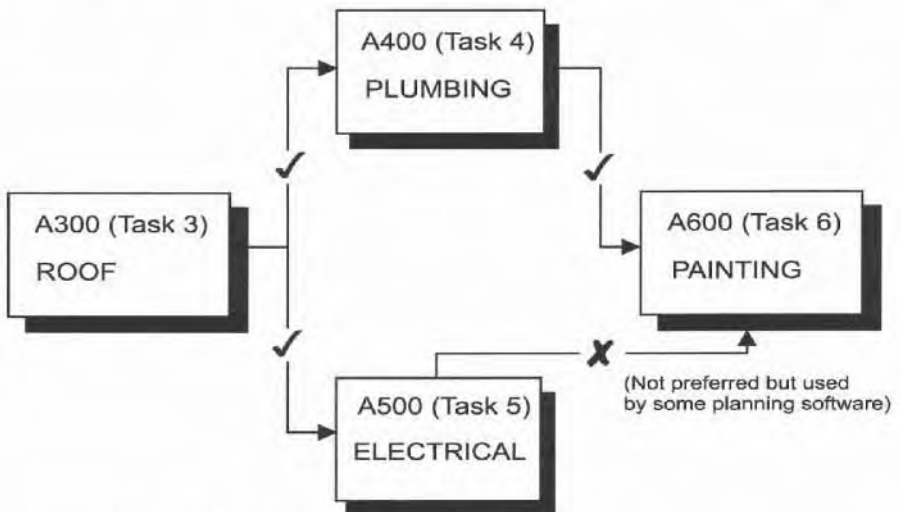 A400 (Task 4)
PLUMBING
A300 (Task 3)
ROOF
A600 (Task 6)
PAINTING
A500 (Task 5)
ELECTRICAL
(Not preferred but used
by some planning software)